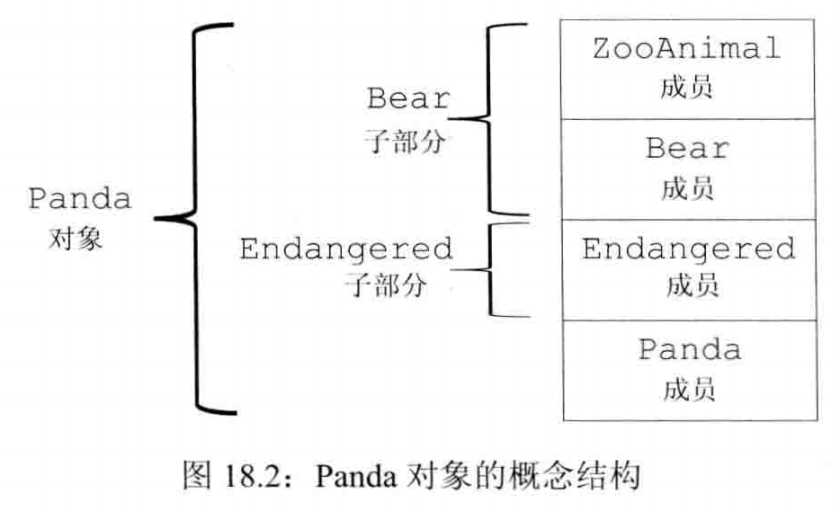 Panda
对象
Bear
子部分
Endangered
子部分
ZooAnimal
成员
Bear
成员
Endangered
成员
Panda
成员
图 18.2：Panda 对象的概念结构